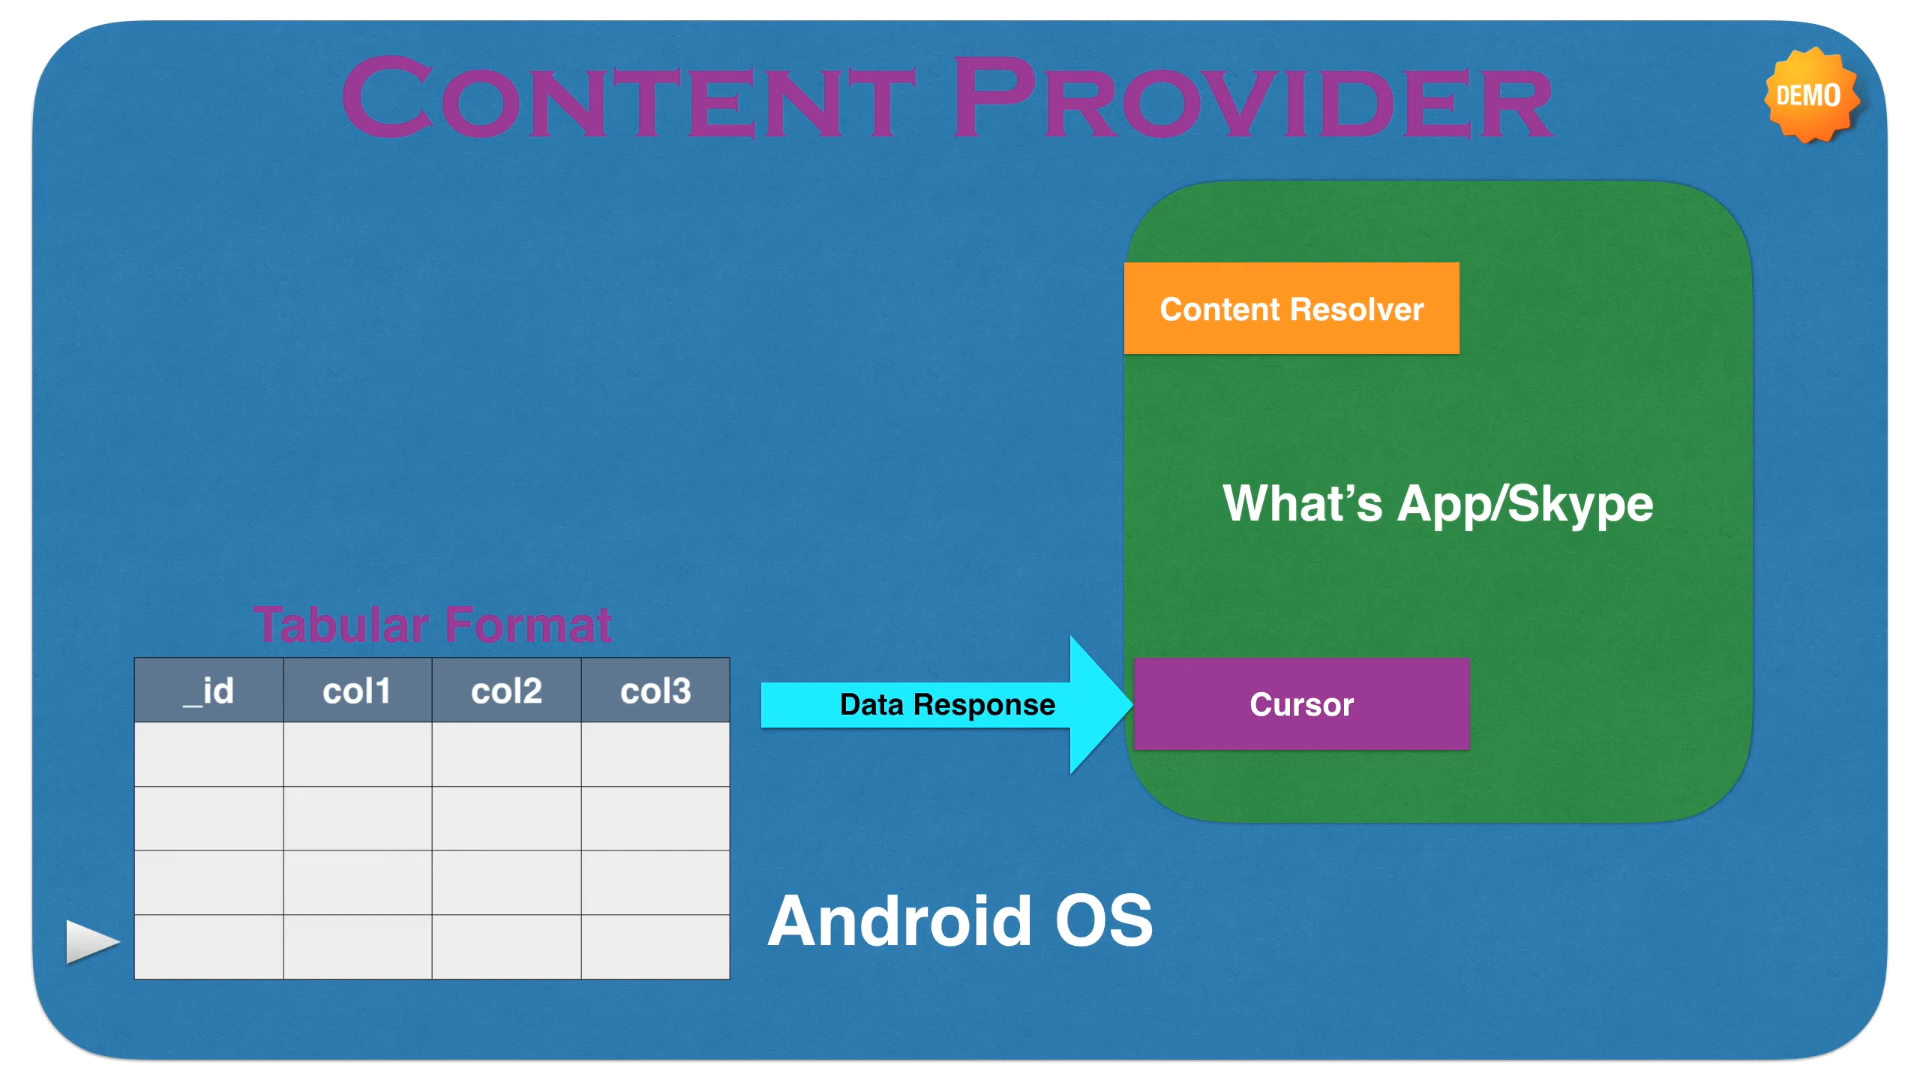 CONTENT PROVIDER
DEMO
Content Resolver
What’s App/Skype
Tabular Format
_id col1 col2 col3
Data Response
Cursor
Android OS